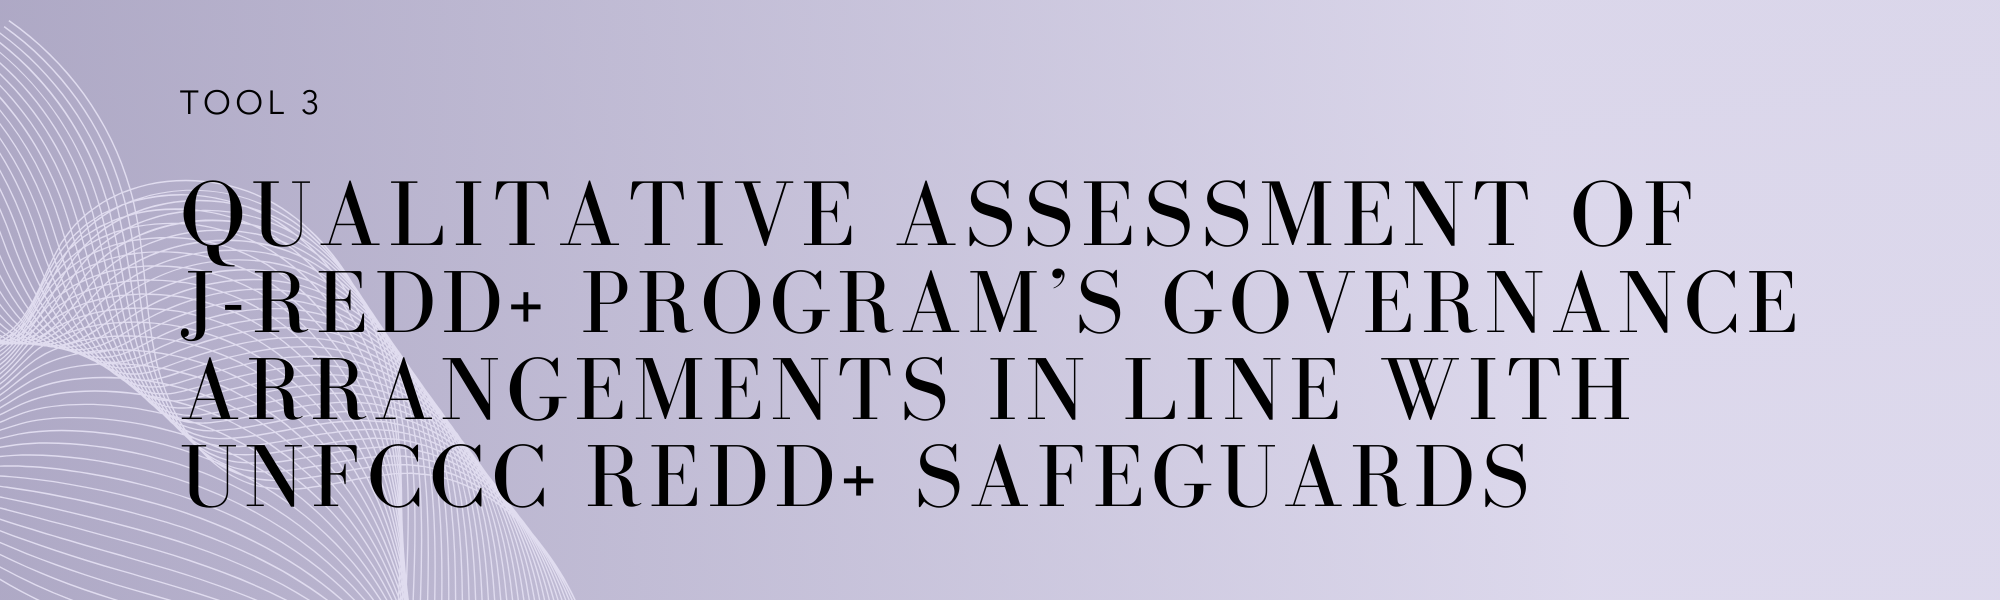 TOOL 3
QUALITATIVE ASSESSMENT OF
J-REDD+ PROGRAM’S GOVERNANCE
ARRANGEMENTS IN LINE WITH
UNFCCC REDD+ SAFEGUARDS